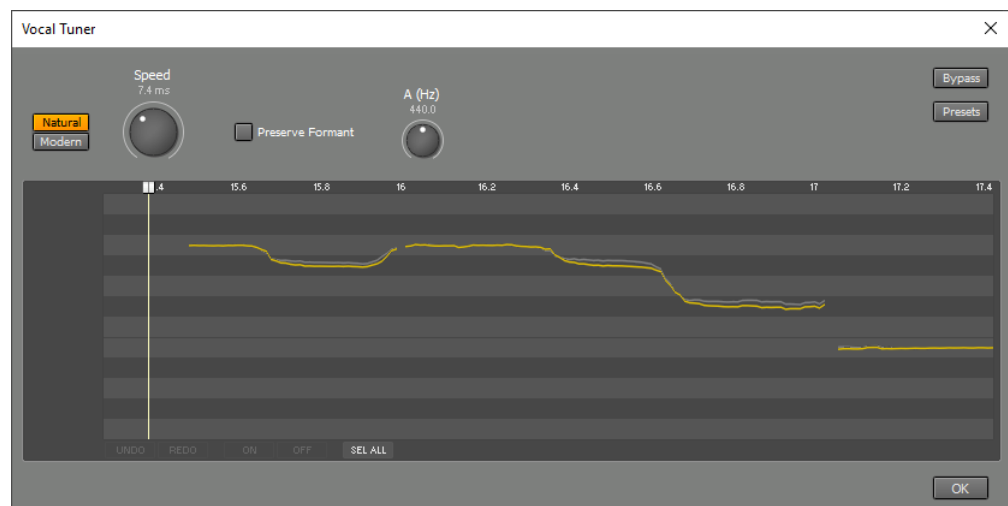 Vocal Tuner
Speed
7.4 ms
A (Hz)
440.0
Bypass
Presets
Natural
Modern
Preserve Formant
.4 15.6 15.8 16 16.2 16.4 16.6 16.8 17 17.2 17.4
UNDO REDO ON OFF SEL ALL
OK